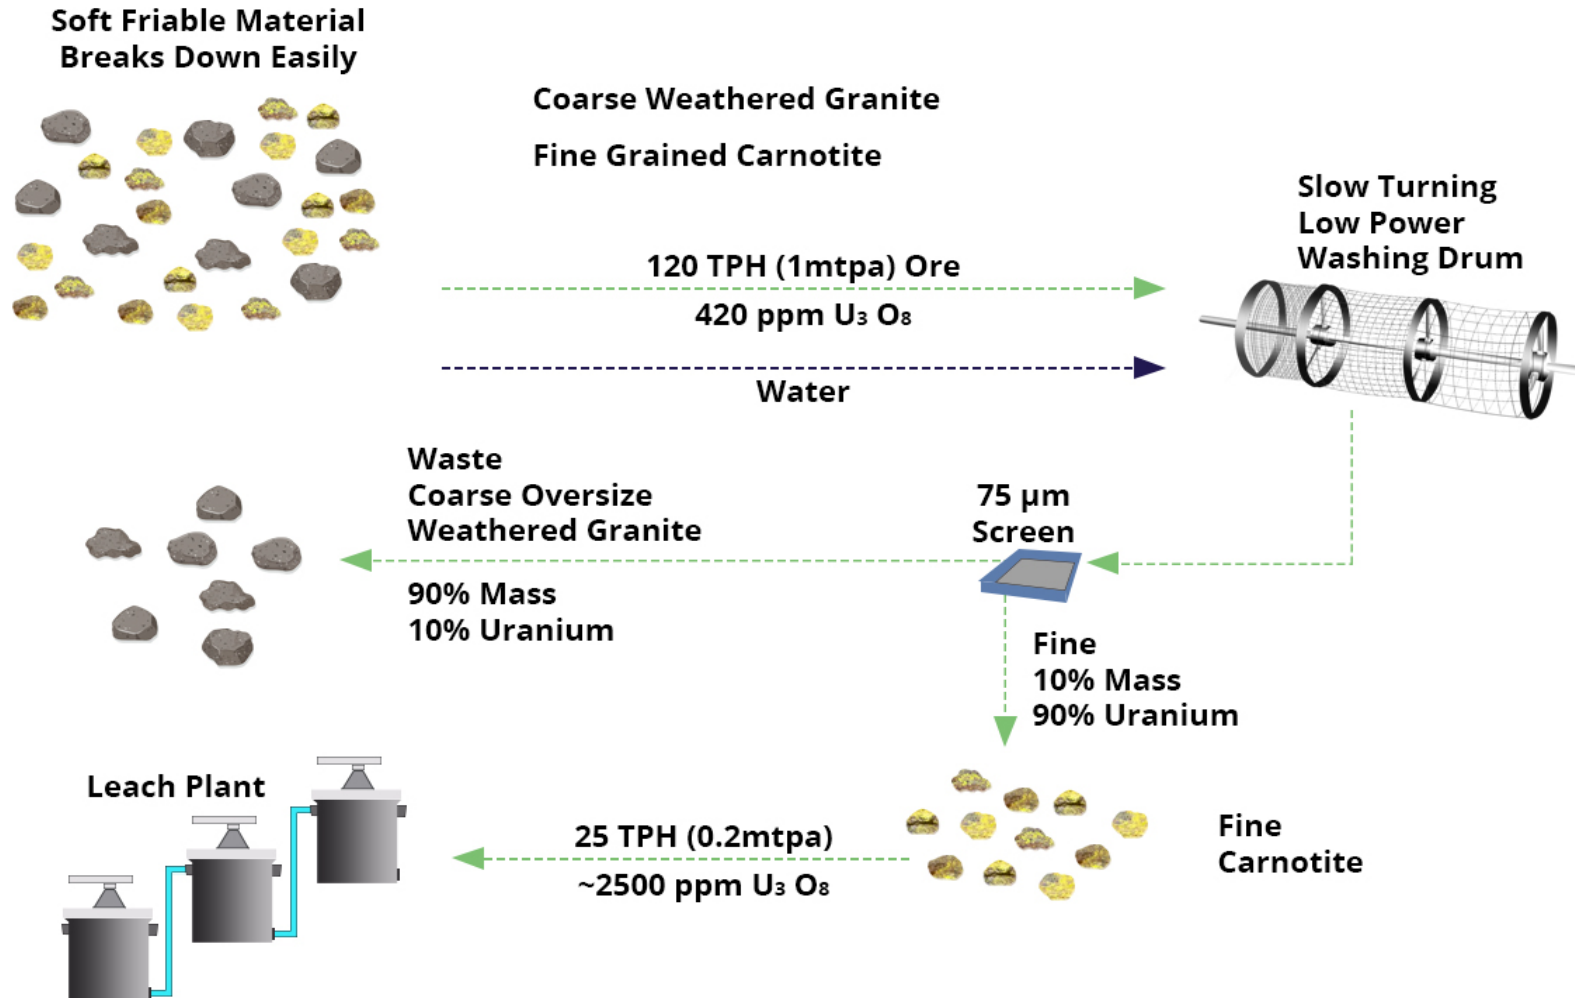 Soft Friable Material
Breaks Down Easily
Coarse Weathered Granite
Fine Grained Carnotite
Slow Turning
Low Power
Washing Drum
120 TPH (1mtpa) Ore
420 ppm U₃ O₈
Water
Waste
Coarse Oversize
Weathered Granite
90% Mass
10% Uranium
75 µm
Screen
Fine
10% Mass
90% Uranium
Leach Plant
25 TPH (0.2mtpa)
~2500 ppm U₃ O₈
Fine
Carnotite